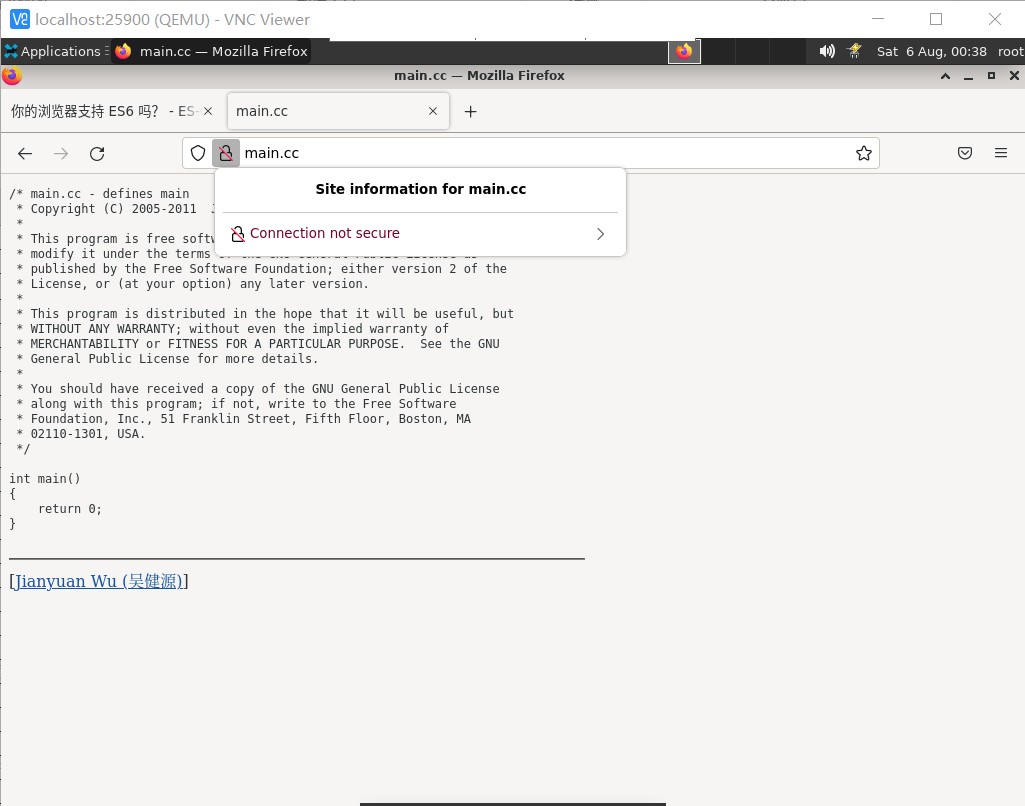 localhost:25900 (QEMU) - VNC Viewer
Applications
main.cc — Mozilla Firefox
Sat 6 Aug, 00:38 root
main.cc — Mozilla Firefox
你的浏览器支持 ES6 吗？ - ES-
main.cc
main.cc
Site information for main.cc
Connection not secure
/* main.cc - defines main
 * Copyright (C) 2005-2011
 *
 * This program is free
 * modify it under the terms
 * published by the Free Software Foundation; either version 2 of the
 * License, or (at your option) any later version.
 *
 * This program is distributed in the hope that it will be useful, but
 * WITHOUT ANY WARRANTY; without even the implied warranty of
 * MERCHANTABILITY or FITNESS FOR A PARTICULAR PURPOSE.  See the GNU
 * General Public License for more details.
 *
 * You should have received a copy of the GNU General Public License
 * along with this program; if not, write to the Free Software
 * Foundation, Inc., 51 Franklin Street, Fifth Floor, Boston, MA
 * 02110-1301, USA.
 */
int main()
{
    return 0;
}
[Jianyuan Wu (吴健源)]